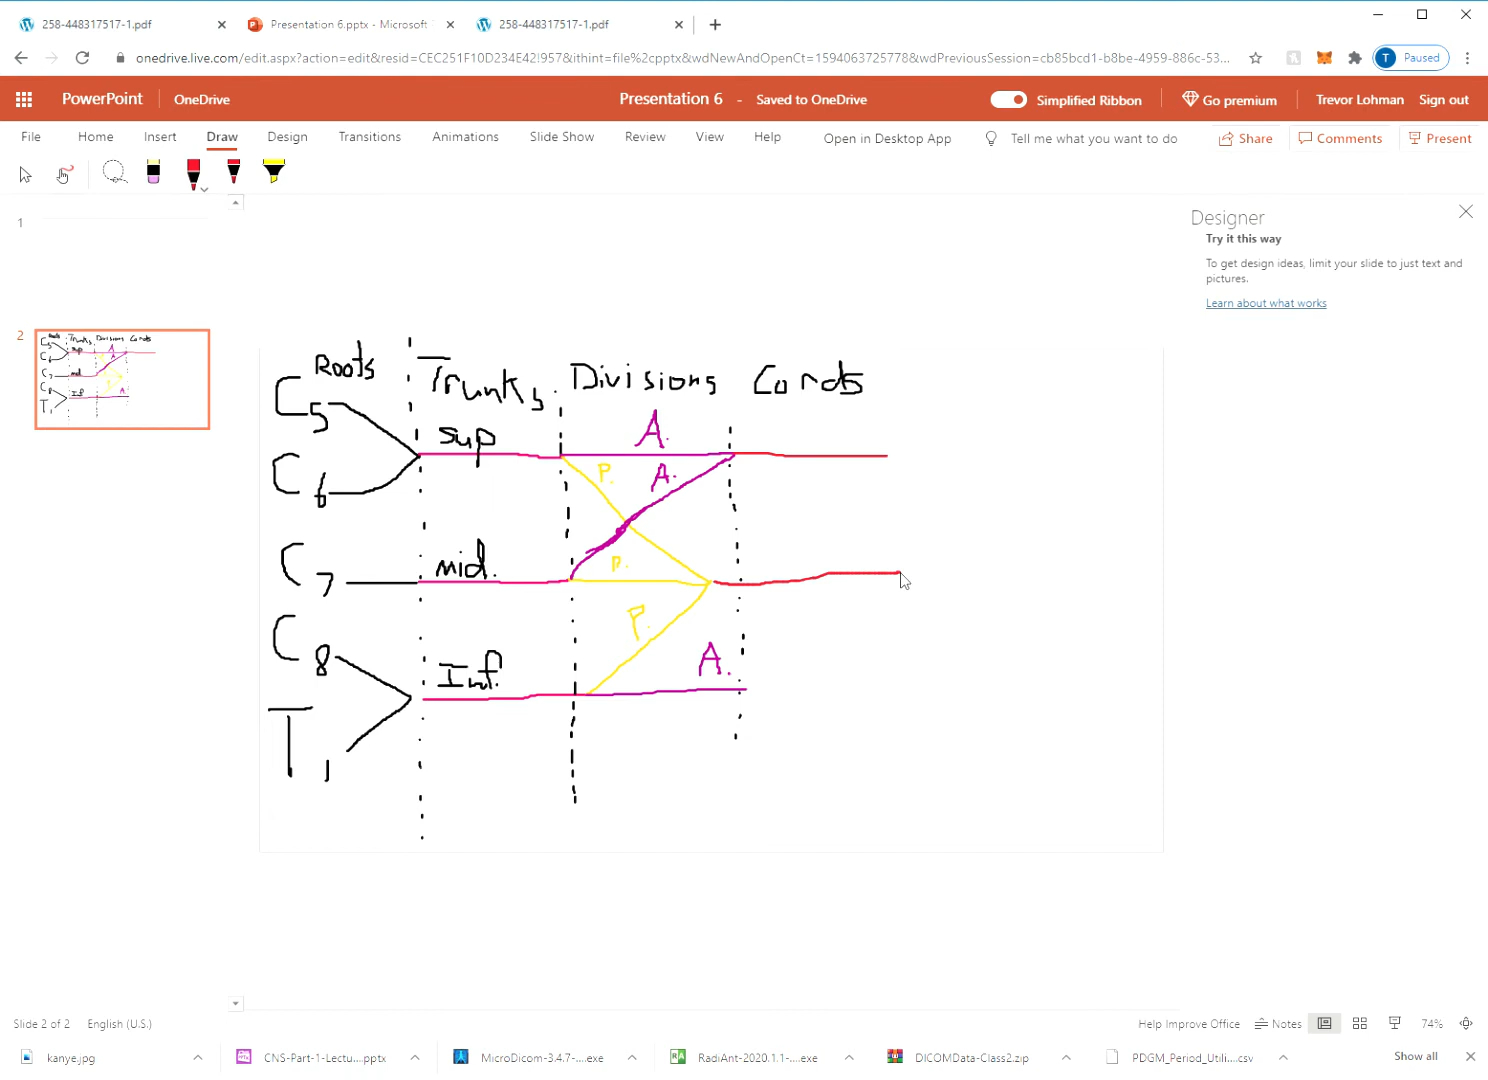 258-448317517-1.pdf
Presentation 6.pptx - Microsoft
258-448317517-1.pdf
onedrive.live.com/edit.aspx?action=edit&resid=CEC251F10D234E42!957&ithint=file%2cpptx&wdNewAndOpenCt=1594063725778&wdPreviousSession=cb85bcd1-b8be-4959-886c-53...
T Paused
PowerPoint OneDrive Presentation 6 - Saved to OneDrive Simplified Ribbon Go premium Trevor Lohman Sign out
File Home Insert Draw Design Transitions Animations Slide Show Review View Help Open in Desktop App Tell me what you want to do Share Comments Present
1
Designer
Try it this way
To get design ideas, limit your slide to just text and
pictures.
Learn about what works
2
Roots Trunks Divisions Cords
C5
sup
A.
C6
P.
A.
C7
mid.
P.
C8
P.
Inf.
A.
T1
Slide 2 of 2 English (U.S.) Help Improve Office Notes 74%
kanye.jpg CNS-Part-1-Lectu....pptx MicroDicom-3.4.7-....exe RadiAnt-2020.1.1-....exe DICOMData-Class2.zip PDGM_Period_Utili....csv Show all